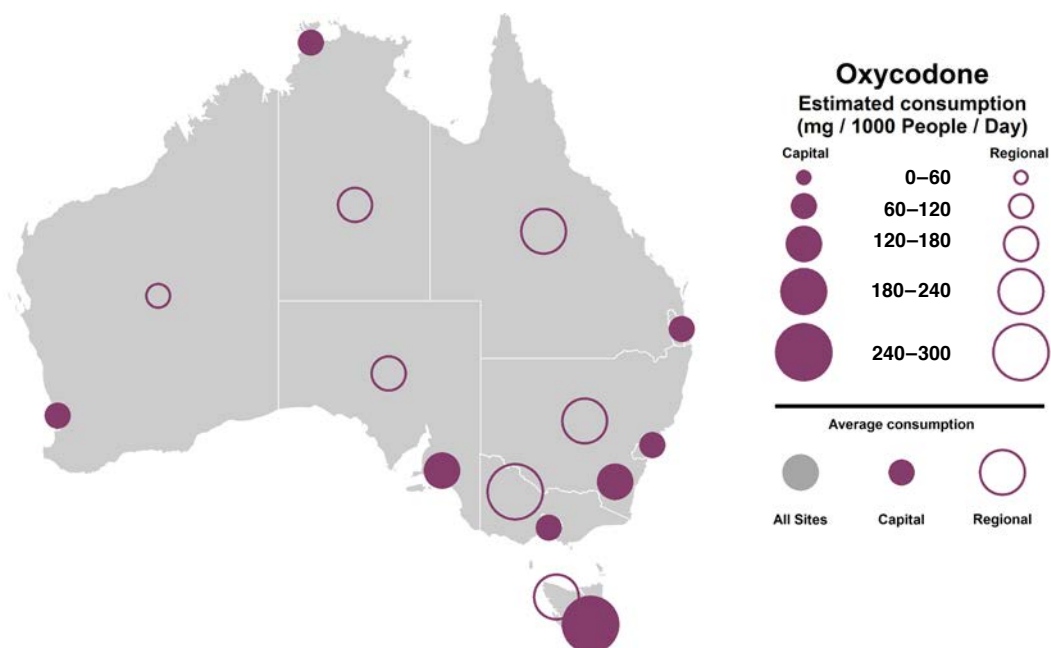 Oxycodone
Estimated consumption
(mg / 1000 People / Day)
Capital Regional
0–60
60–120
120–180
180–240
240–300
Average consumption
All Sites Capital Regional